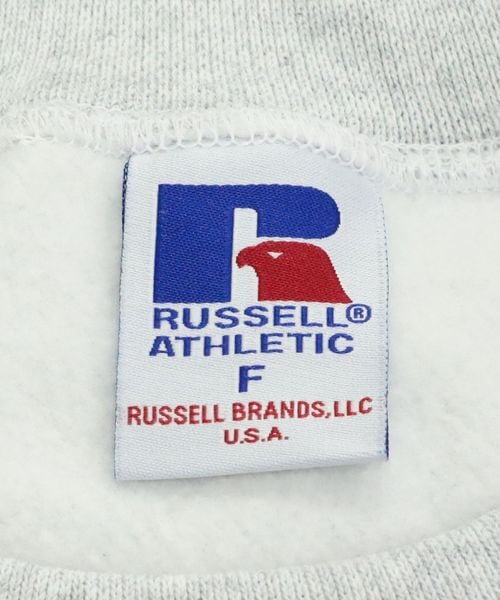 RUSSELL®
ATHLETIC
F
RUSSELL BRANDS, LLC
U.S.A.